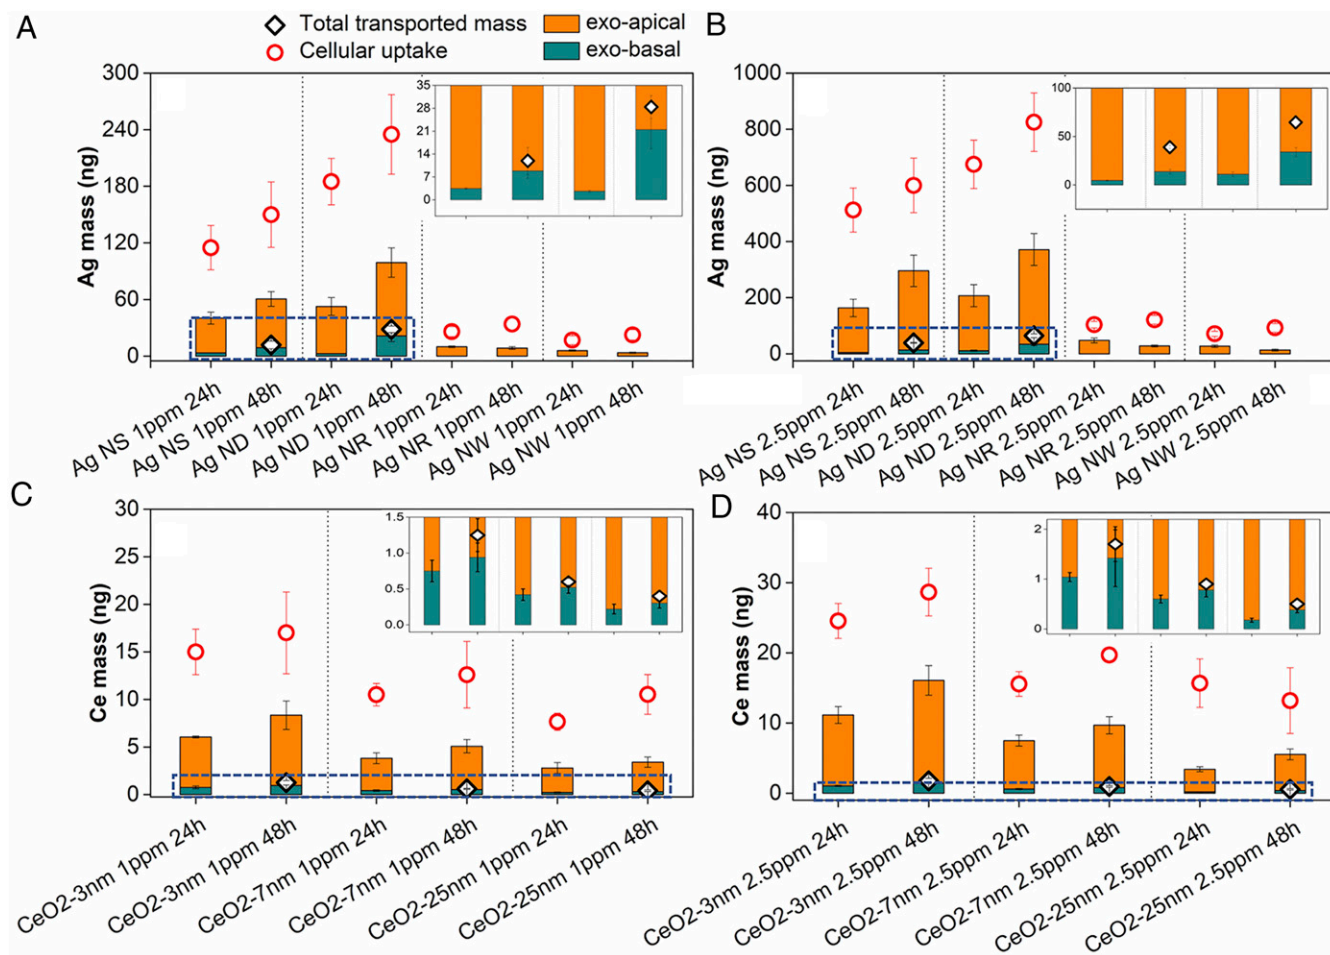 A
Total transported mass
exo-apical
Cellular uptake
exo-basal
Ag mass (ng)
300
240
180
120
60
0
35
28
21
14
7
0
Ag NS 1ppm 24h
Ag NS 1ppm 48h
Ag ND 1ppm 24h
Ag ND 1ppm 48h
Ag NR 1ppm 24h
Ag NR 1ppm 48h
Ag NW 1ppm 24h
Ag NW 1ppm 48h
B
Ag mass (ng)
1000
800
600
400
200
0
100
50
0
Ag NS 2.5ppm 24h
Ag NS 2.5ppm 48h
Ag ND 2.5ppm 24h
Ag ND 2.5ppm 48h
Ag NR 2.5ppm 24h
Ag NR 2.5ppm 48h
Ag NW 2.5ppm 24h
Ag NW 2.5ppm 48h
C
Ce mass (ng)
30
25
20
15
10
5
0
1.5
1.0
0.5
0.0
CeO2-3nm 1ppm 24h
CeO2-3nm 1ppm 48h
CeO2-7nm 1ppm 24h
CeO2-7nm 1ppm 48h
CeO2-25nm 1ppm 24h
CeO2-25nm 1ppm 48h
D
Ce mass (ng)
40
30
20
10
0
2
1
0
CeO2-3nm 2.5ppm 24h
CeO2-3nm 2.5ppm 48h
CeO2-7nm 2.5ppm 24h
CeO2-7nm 2.5ppm 48h
CeO2-25nm 2.5ppm 24h
CeO2-25nm 2.5ppm 48h